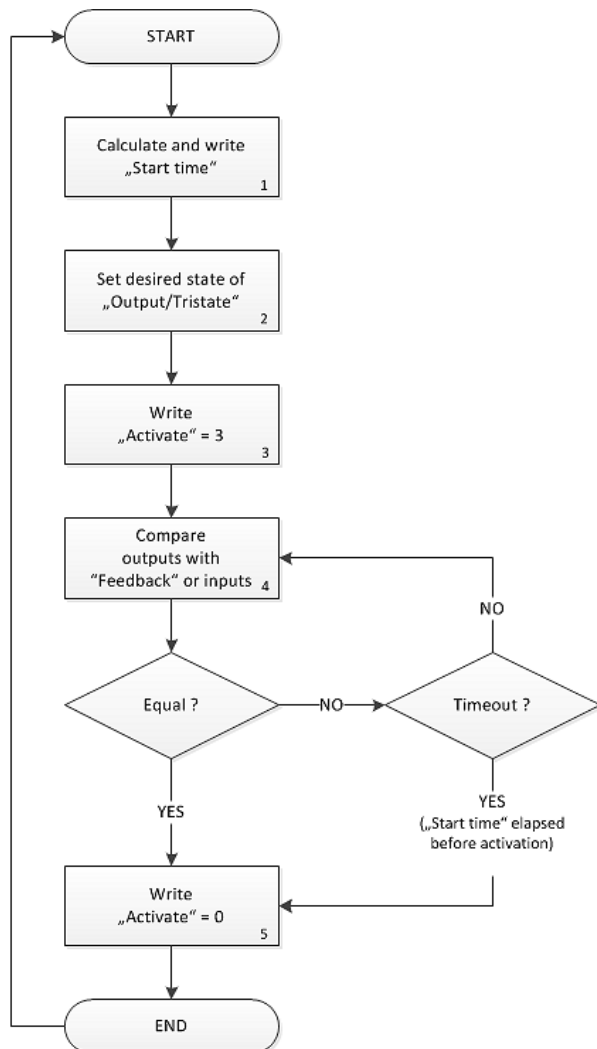 START
Calculate and write
„Start time“
1
Set desired state of
„Output/Tristate“
2
Write
„Activate“ = 3
3
Compare
outputs with
“Feedback“ or inputs
4
NO
Equal ?
NO
Timeout ?
YES
YES
(„Start time“ elapsed
before activation)
Write
„Activate“ = 0
5
END